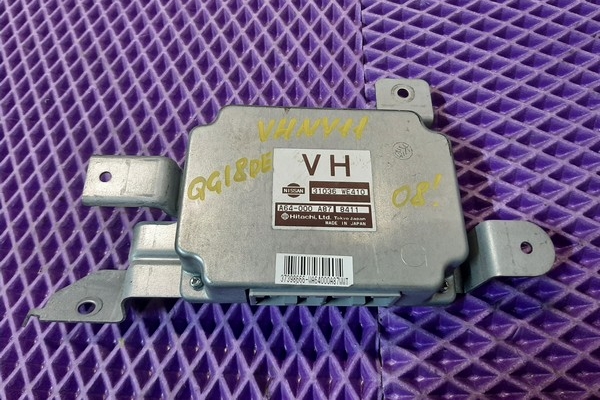 VHNY11
QG18DE
08!
VH
NISSAN
31036 WE410
A64-000 A87 8411
Hitachi, Ltd. Tokyo Japan
MADE IN JAPAN